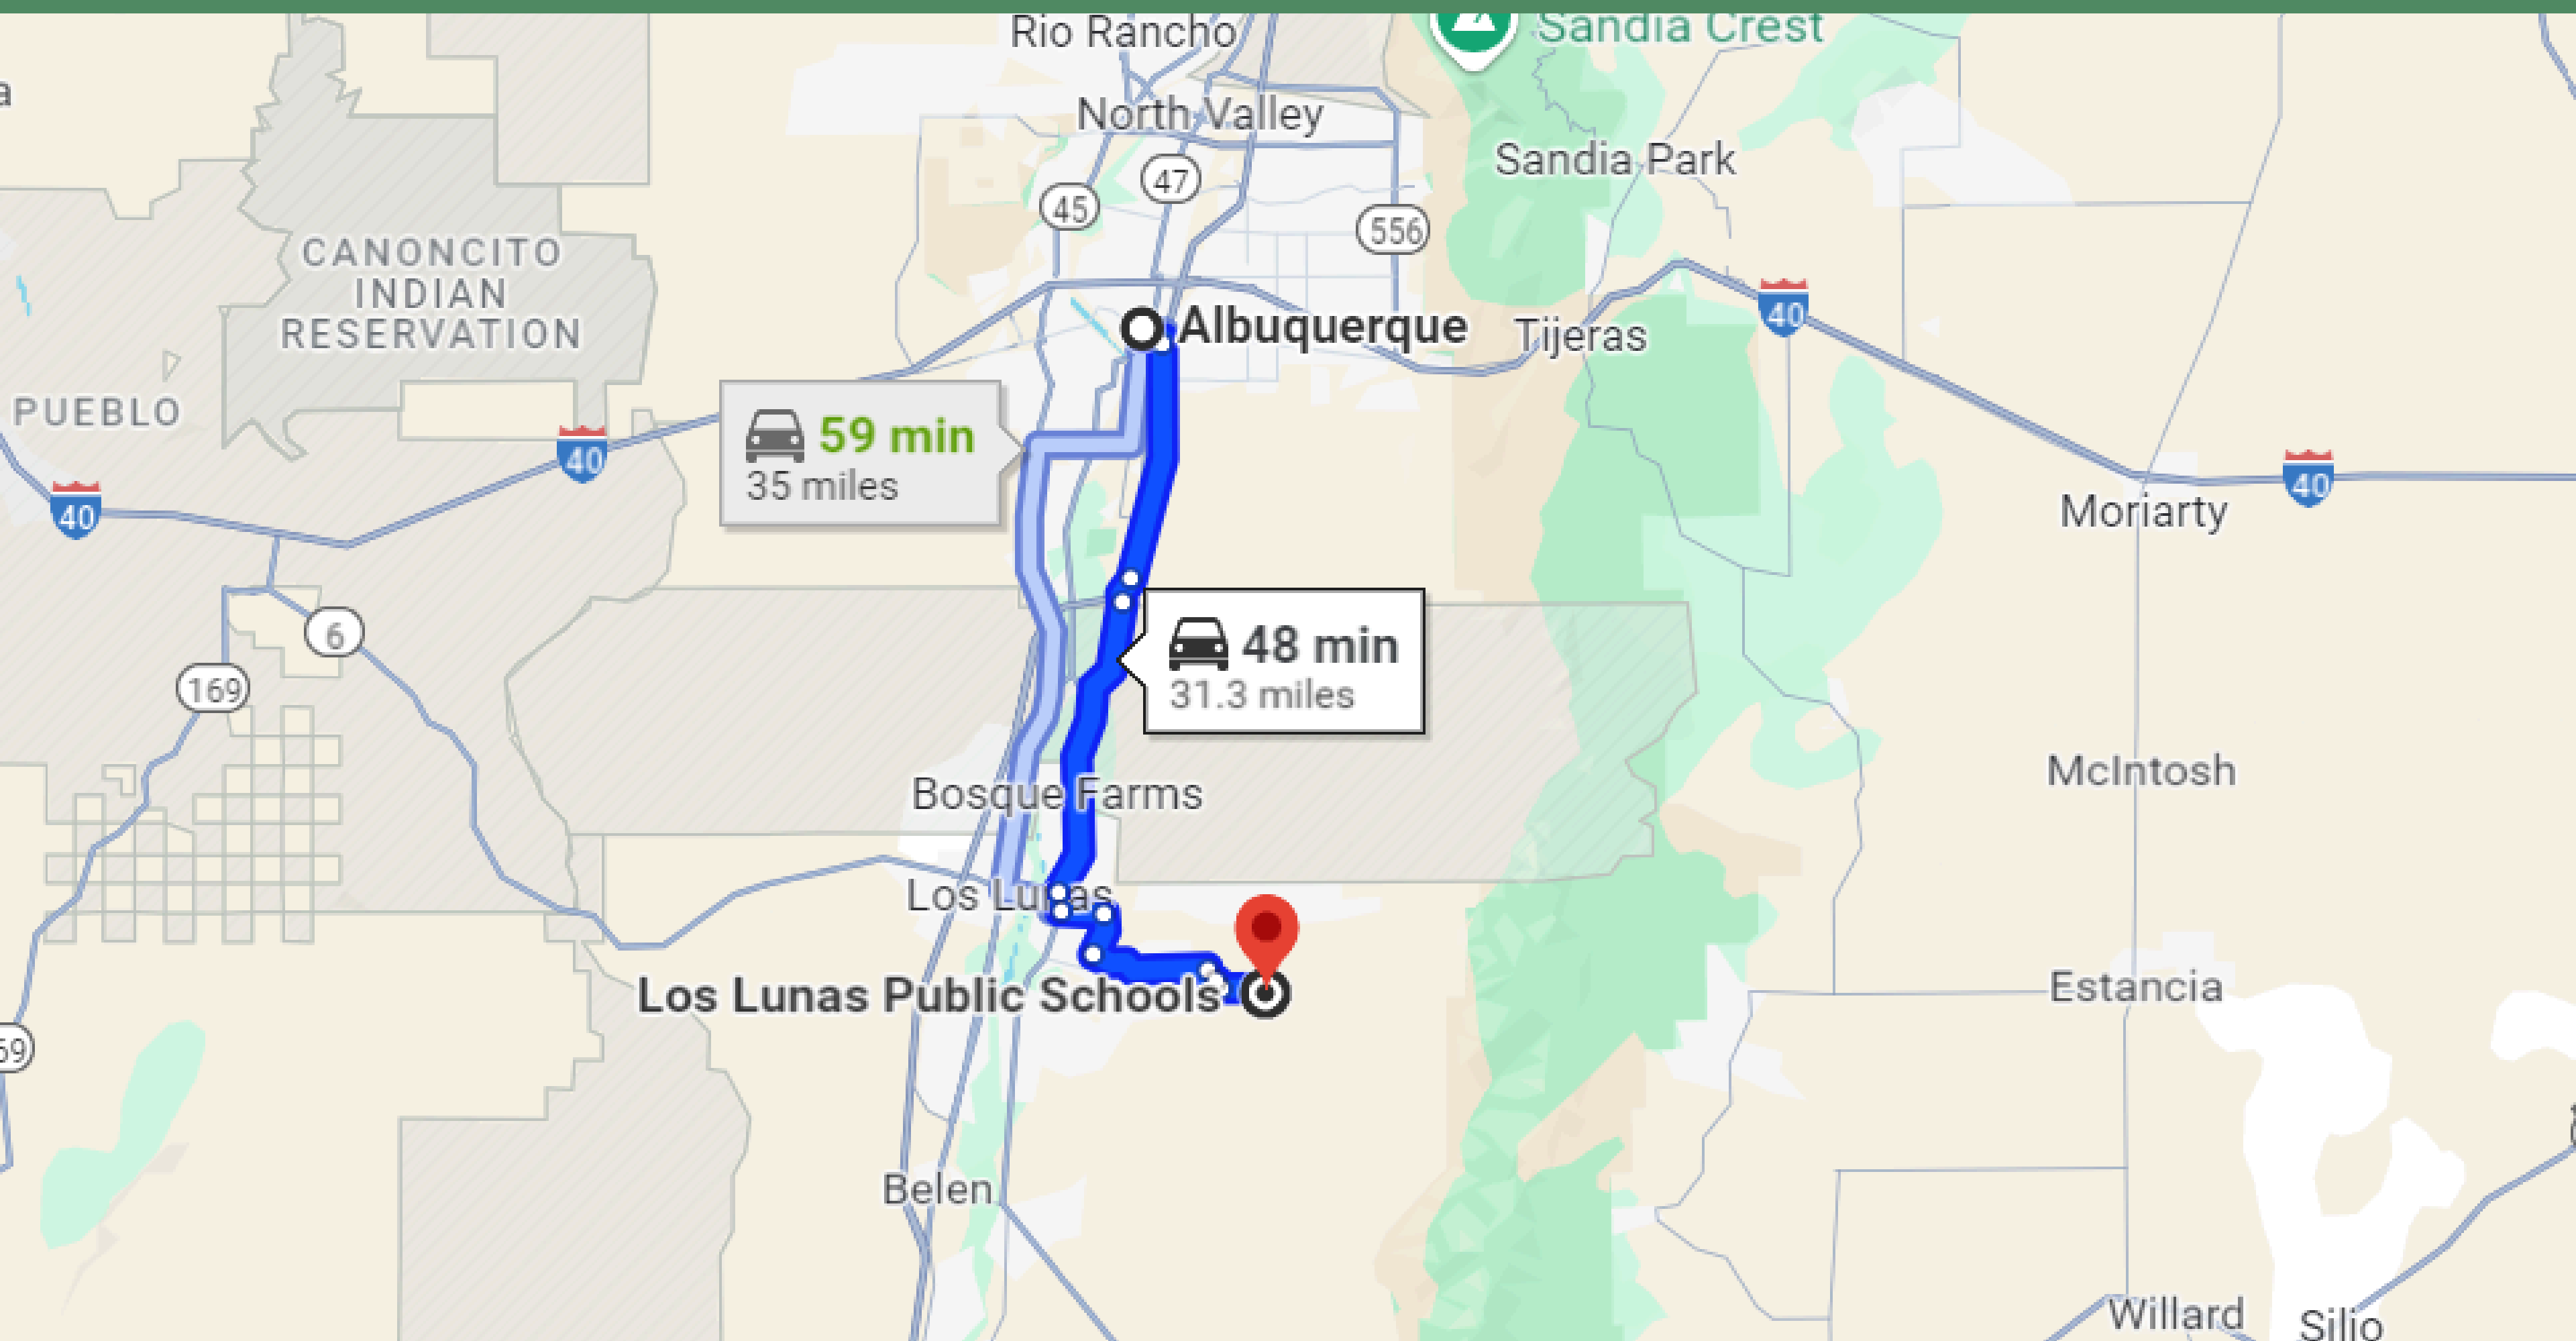 Rio Rancho
Sandia Crest
North Valley
Sandia Park
47
45
556
CANONCITO
INDIAN
RESERVATION
40
Albuquerque
Tijeras
PUEBLO
59 min
35 miles
40
40
40
Moriarty
6
48 min
31.3 miles
169
McIntosh
Bosque Farms
Los Lunas
Los Lunas Public Schools
Estancia
Belen
Willard
Silio